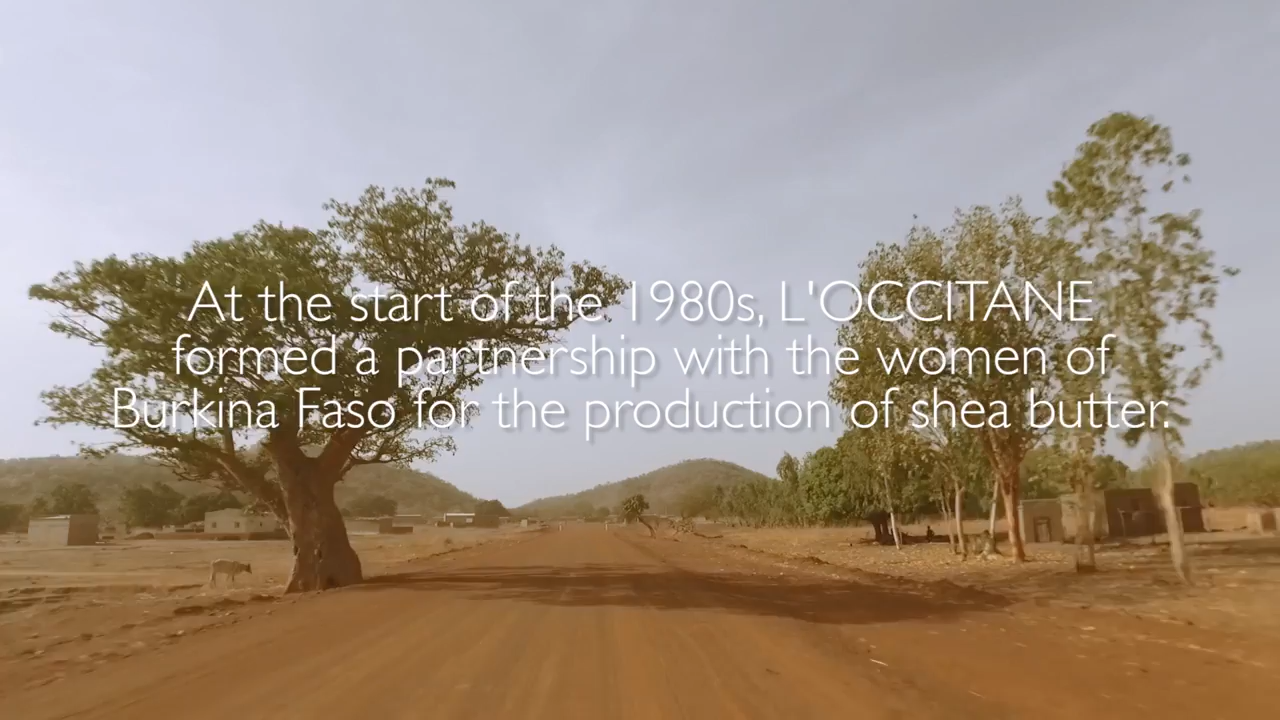 At the start of the 1980s, L'OCCITANE
formed a partnership with the women of
Burkina Faso for the production of shea butter.